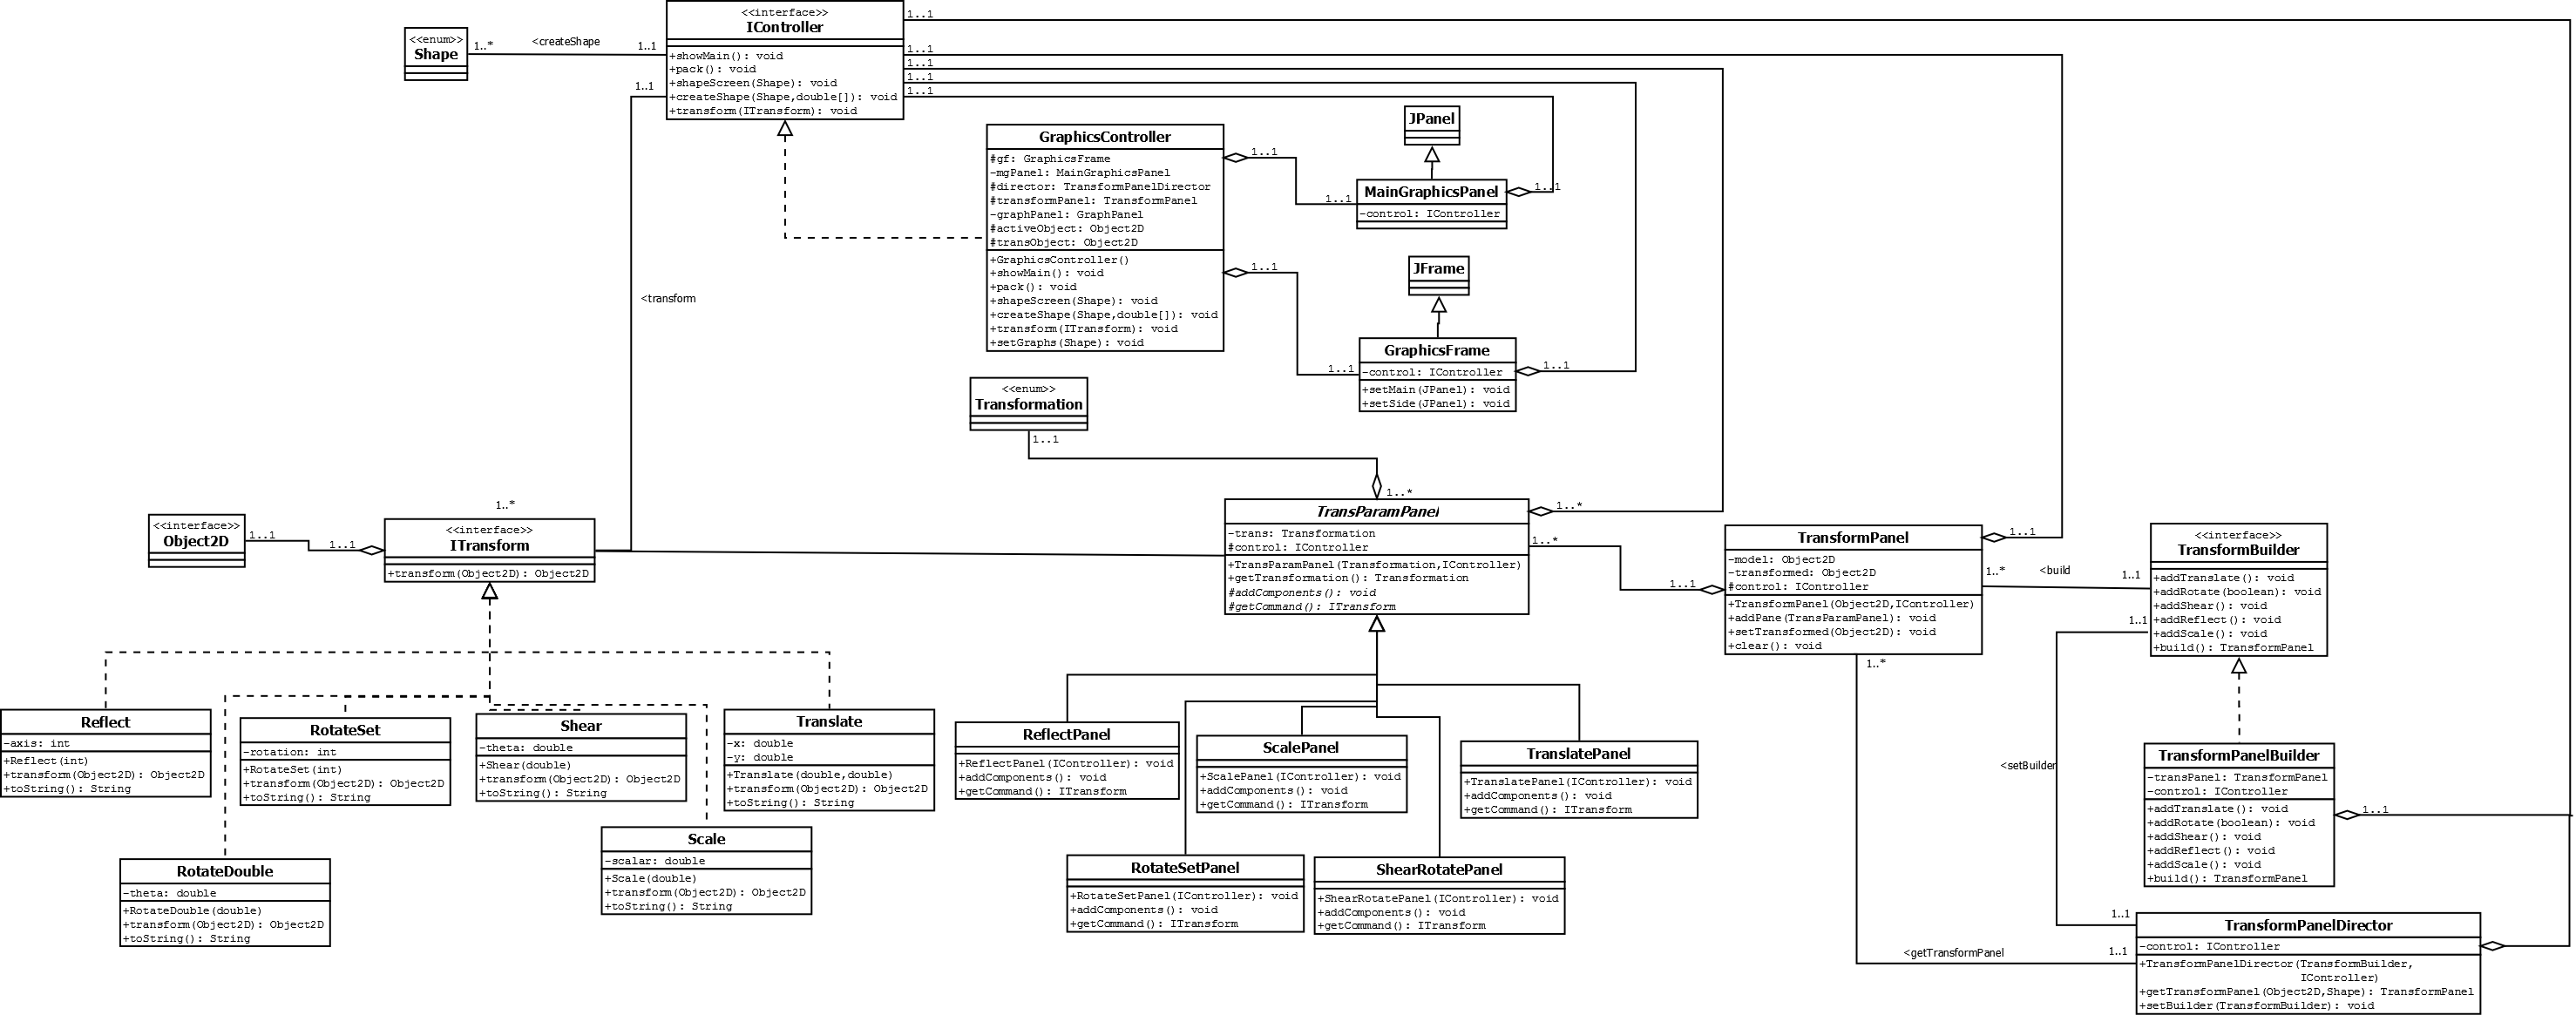 <<enum>>
Shape
1..*
<createShape
1..1
<<interface>>
IController
+showMain(): void
+pack(): void
+shapeScreen(Shape): void
+createShape(Shape,double[]): void
+transform(ITransform): void
1..1
1..1
1..1
1..1
1..1
1..1
<transform
GraphicsController
#gf: GraphicsFrame
-mgPanel: MainGraphicsPanel
#director: TransformPanelDirector
#transformPanel: TransformPanel
-graphPanel: GraphPanel
#activeObject: Object2D
#transObject: Object2D
+GraphicsController()
+showMain(): void
+pack(): void
+shapeScreen(Shape): void
+createShape(Shape,double[]): void
+transform(ITransform): void
+setGraphs(Shape): void
1..1
1..1
1..1
1..1
JPanel
MainGraphicsPanel
-control: IController
1..1
JFrame
GraphicsFrame
-control: IController
+setMain(JPanel): void
+setSide(JPanel): void
1..1
<<enum>>
Transformation
1..1
1..*
<<interface>>
Object2D
1..1
1..1
1..*
<<interface>>
ITransform
+transform(Object2D): Object2D
TransParamPanel
-trans: Transformation
#control: IController
+TransParamPanel(Transformation,IController)
+getTransformation(): Transformation
#addComponents(): void
#getCommand(): ITransform
1..*
1..*
1..1
TransformPanel
-model: Object2D
-transformed: Object2D
#control: IController
+TransformPanel(Object2D,IController)
+addPane(TransParamPanel): void
+setTransformed(Object2D): void
+clear(): void
1..1
1..*
<build
1..1
1..1
1..*
<<interface>>
TransformBuilder
+addTranslate(): void
+addRotate(boolean): void
+addShear(): void
+addReflect(): void
+addScale(): void
+build(): TransformPanel
Reflect
-axis: int
+Reflect(int)
+transform(Object2D): Object2D
+toString(): String
RotateSet
-rotation: int
+RotateSet(int)
+transform(Object2D): Object2D
+toString(): String
Shear
-theta: double
+Shear(double)
+transform(Object2D): Object2D
+toString(): String
Translate
-x: double
-y: double
+Translate(double,double)
+transform(Object2D): Object2D
+toString(): String
ReflectPanel
+ReflectPanel(IController): void
+addComponents(): void
+getCommand(): ITransform
ScalePanel
+ScalePanel(IController): void
+addComponents(): void
+getCommand(): ITransform
TranslatePanel
+TranslatePanel(IController): void
+addComponents(): void
+getCommand(): ITransform
<setBuilder
TransformPanelBuilder
-transPanel: TransformPanel
-control: IController
+addTranslate(): void
+addRotate(boolean): void
+addShear(): void
+addReflect(): void
+addScale(): void
+build(): TransformPanel
1..1
RotateDouble
-theta: double
+RotateDouble(double)
+transform(Object2D): Object2D
+toString(): String
Scale
-scalar: double
+Scale(double)
+transform(Object2D): Object2D
+toString(): String
RotateSetPanel
+RotateSetPanel(IController): void
+addComponents(): void
+getCommand(): ITransform
ShearRotatePanel
+ShearRotatePanel(IController): void
+addComponents(): void
+getCommand(): ITransform
1..1
<getTransformPanel
1..1
TransformPanelDirector
-control: IController
+TransformPanelDirector(TransformBuilder,
IController)
+getTransformPanel(Object2D,Shape): TransformPanel
+setBuilder(TransformBuilder): void